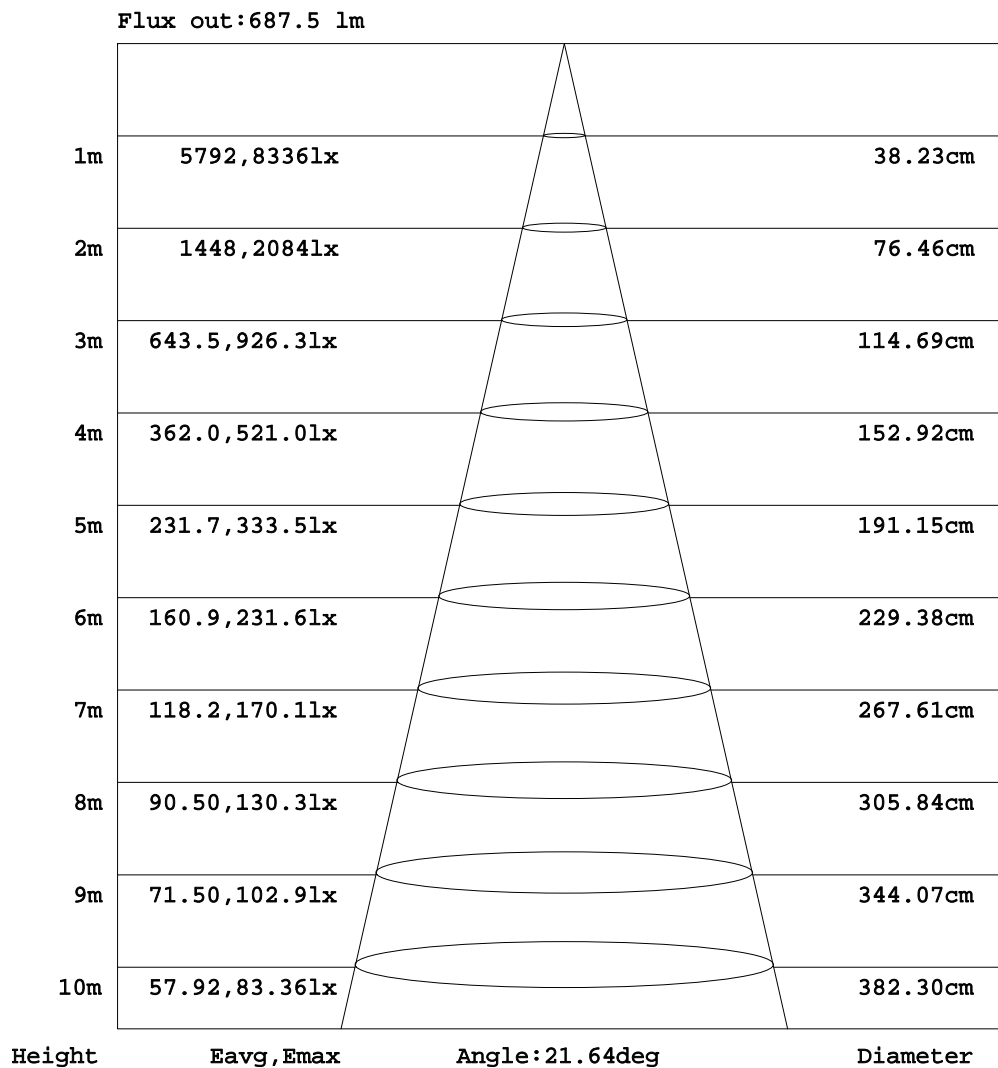 Flux out:687.5 lm
1m 5792,8336lx 38.23cm
2m 1448,2084lx 76.46cm
3m 643.5,926.3lx 114.69cm
4m 362.0,521.0lx 152.92cm
5m 231.7,333.5lx 191.15cm
6m 160.9,231.6lx 229.38cm
7m 118.2,170.1lx 267.61cm
8m 90.50,130.3lx 305.84cm
9m 71.50,102.9lx 344.07cm
10m 57.92,83.36lx 382.30cm
Height Eavg,Emax Angle:21.64deg Diameter